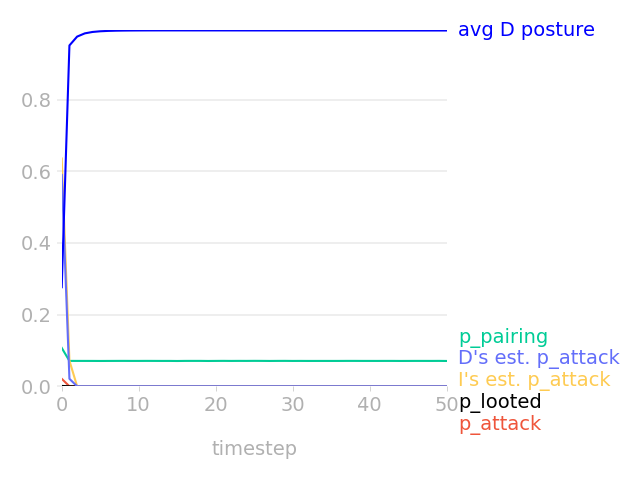 avg D posture
0.8
0.6
0.4
0.2
0.0
p_pairing
D's est. p_attack
I's est. p_attack
p_looted
p_attack
0 10 20 30 40 50
timestep